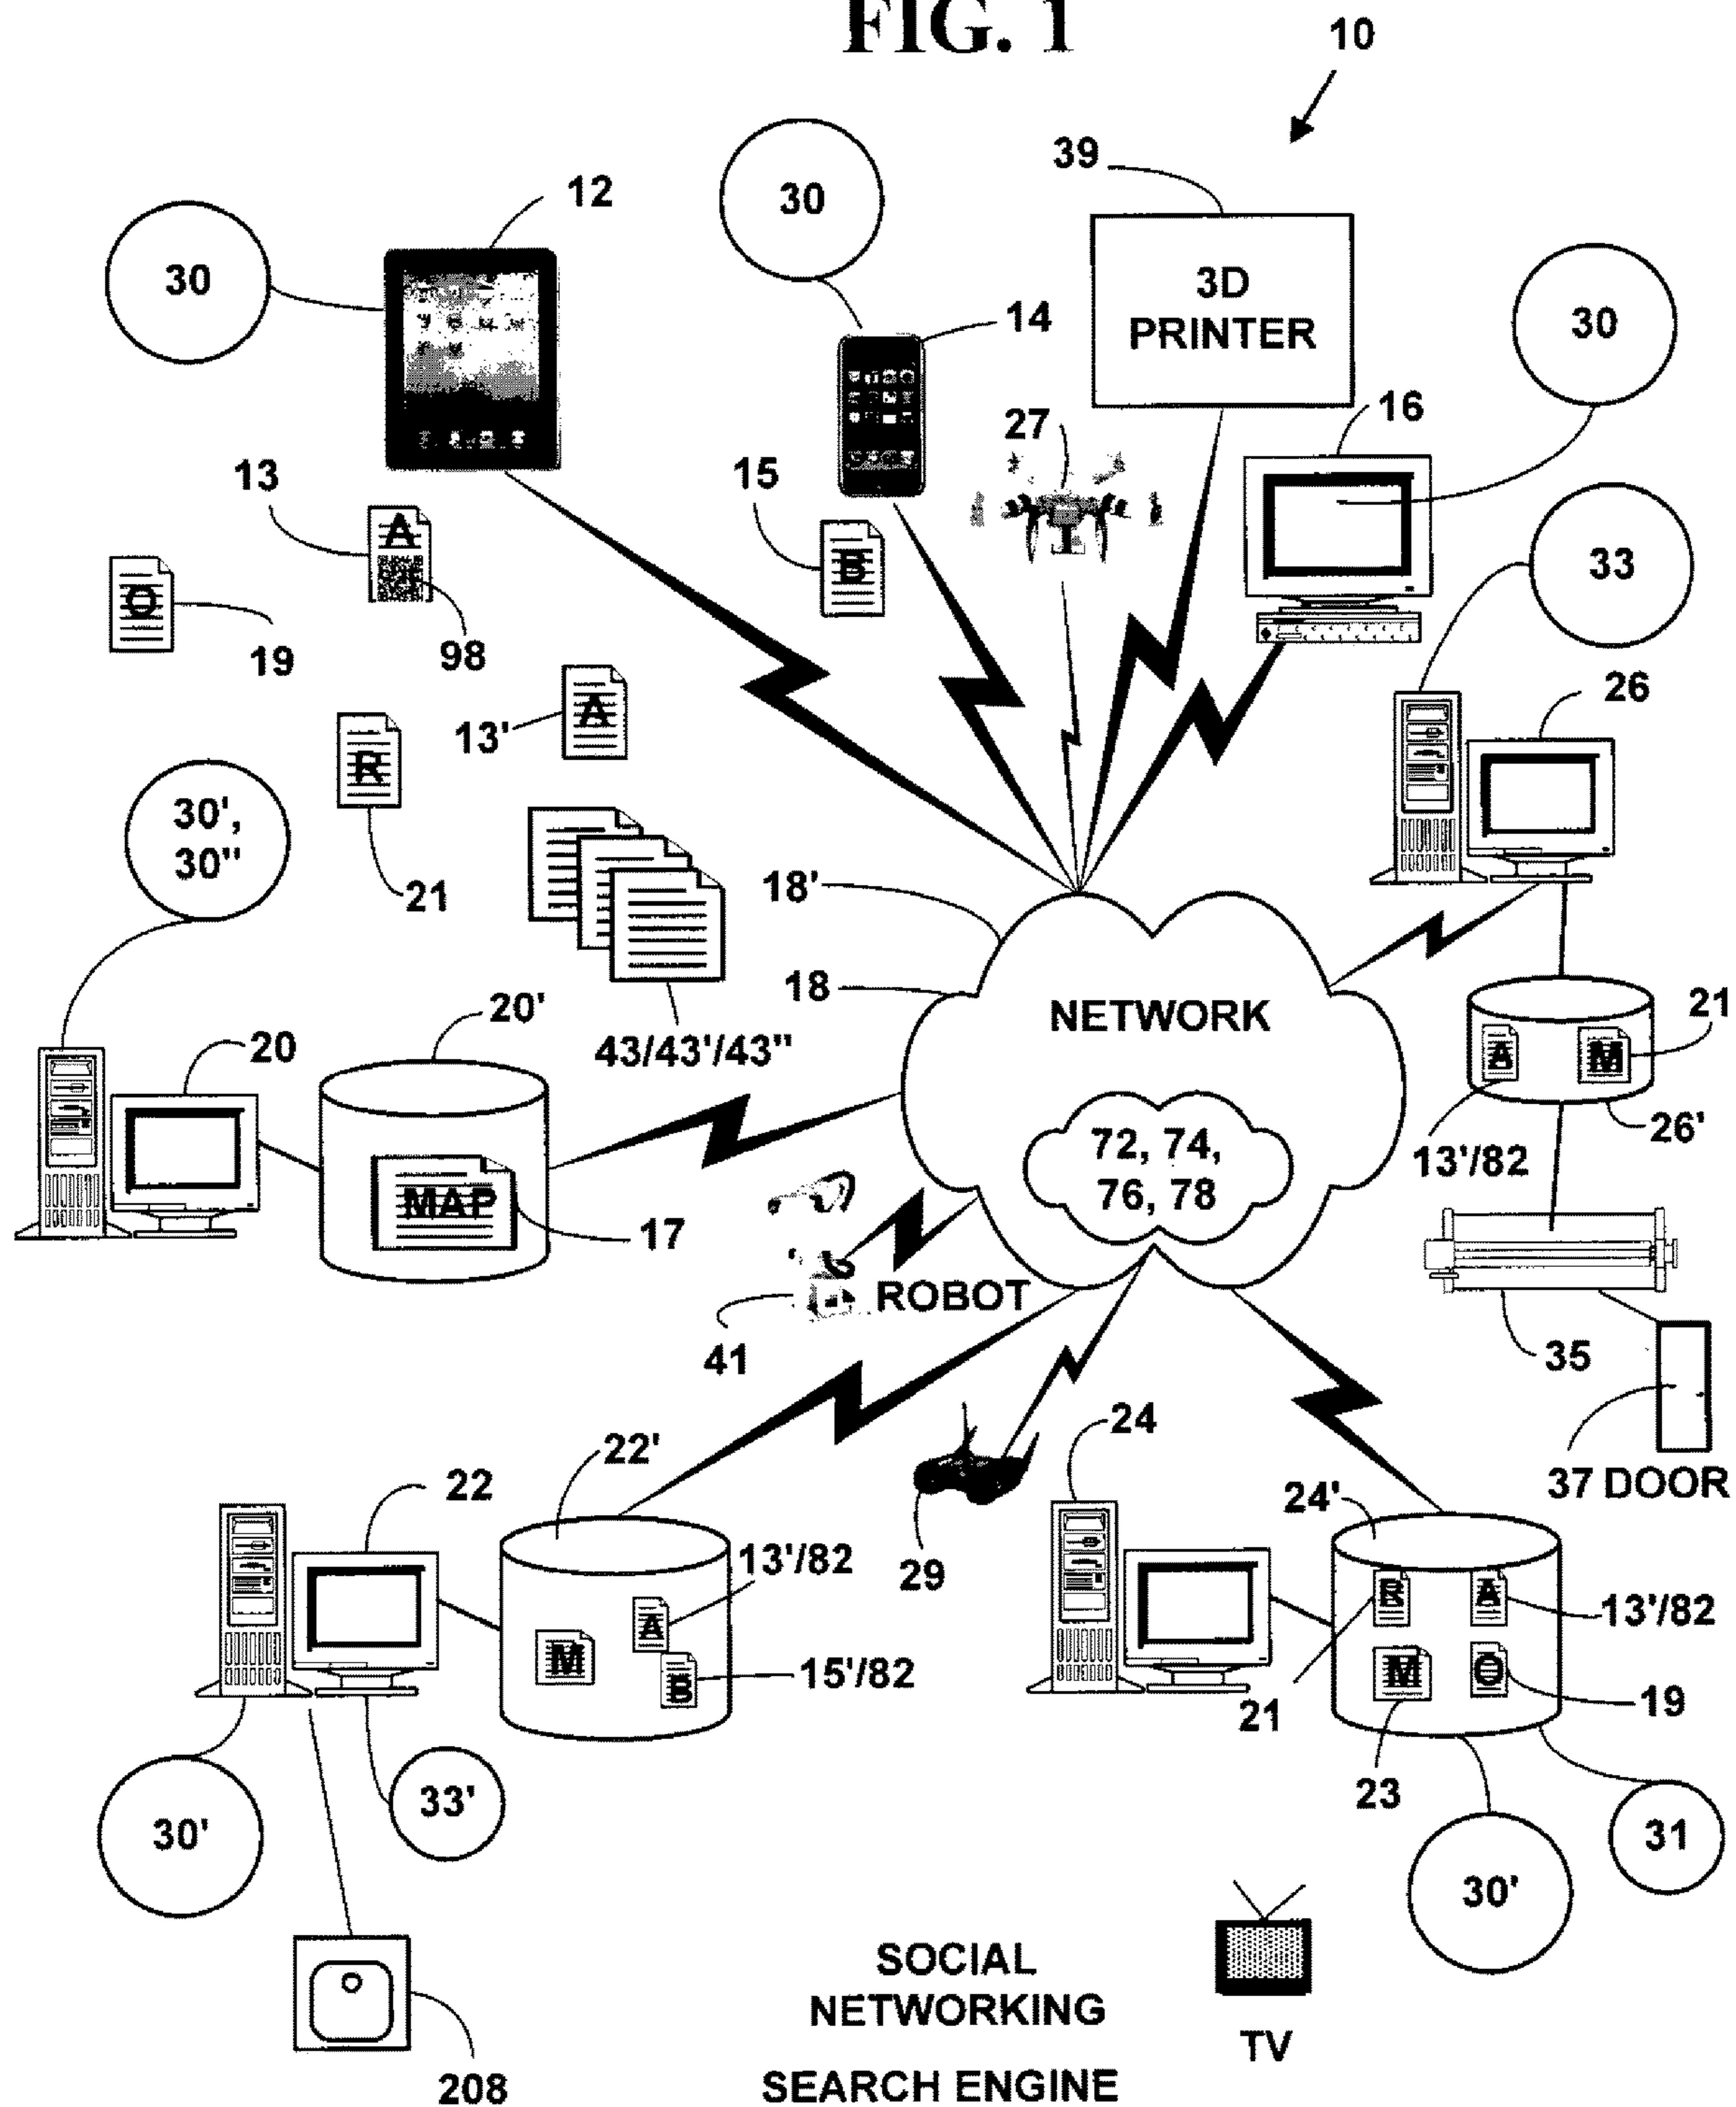 FIG. 1
10
39
12
30
30
30
3D
PRINTER
30
14
16
27
13
15
A
B
33
O
19
98
26
A
13'
R
30',
30"
21
18'
18
20'
NETWORK
21
20
43/43'/43"
A
M
72, 74,
76, 78
26'
13'/82
MAP
17
ROBOT
41
35
24
22'
37 DOOR
22
24'
13'/82
29
R
A
13'/82
A
M
15'/82
B
M
O
21
19
23
33'
30'
31
30'
SOCIAL
NETWORKING
TV
208
SEARCH ENGINE